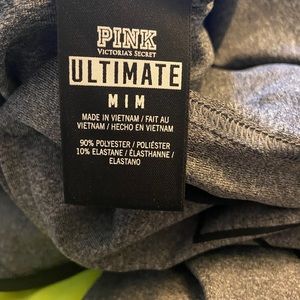 PINK
VICTORIA'S SECRET
ULTIMATE
M | M
MADE IN VIETNAM / FAIT AU
VIETNAM / HECHO EN VIETNAM
90% POLYESTER / POLIÉSTER
10% ELASTANE / ÉLASTHANNE /
ELASTANO